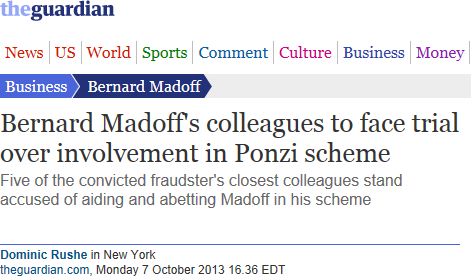 theguardian
News US World Sports Comment Culture Business Money
Business Bernard Madoff
Bernard Madoff's colleagues to face trial
over involvement in Ponzi scheme
Five of the convicted fraudster's closest colleagues stand
accused of aiding and abetting Madoff in his scheme
Dominic Rushe in New York
theguardian.com, Monday 7 October 2013 16.36 EDT